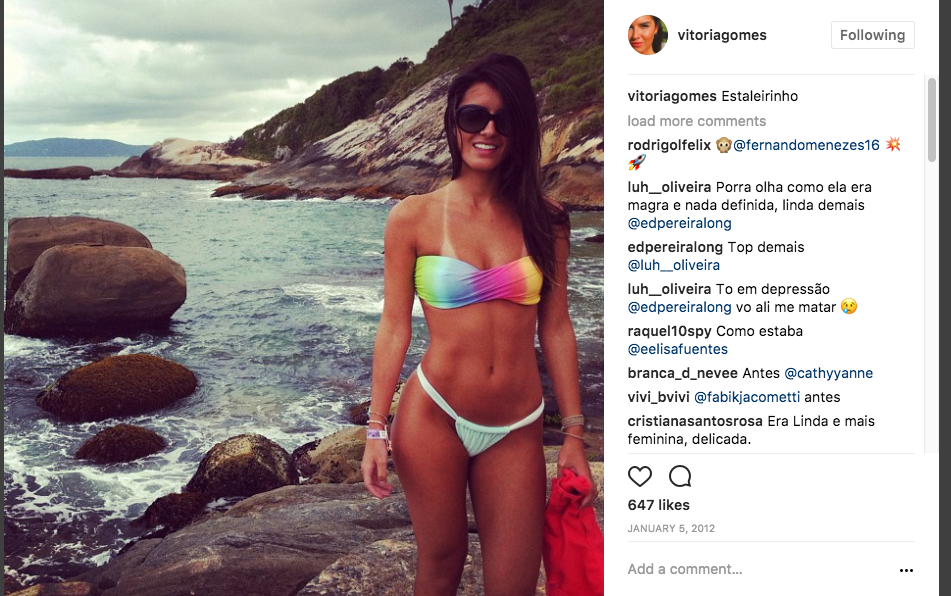 vitoriagomes
Following
vitoriagomes Estaleirinho
load more comments
rodrigolfelix 🙊@fernandomenezes16 💥
🚀
luh__oliveira Porra olha como ela era
magra e nada definida, linda demais
@edpereiralong
edpereiralong Top demais
@luh__oliveira
luh__oliveira To em depressão
@edpereiralong vo ali me matar 😢
raquel10spy Como estaba
@eelisafuentes
branca_d_nevee Antes @cathyyanne
vivi_bvivi @fabikjacometti antes
cristianasantosrosa Era Linda e mais
feminina, delicada.
647 likes
JANUARY 5, 2012
Add a comment...